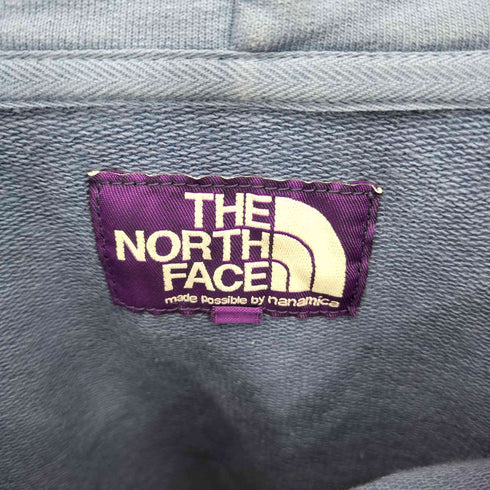 THE
NORTH
FACE
made possible by nanamica